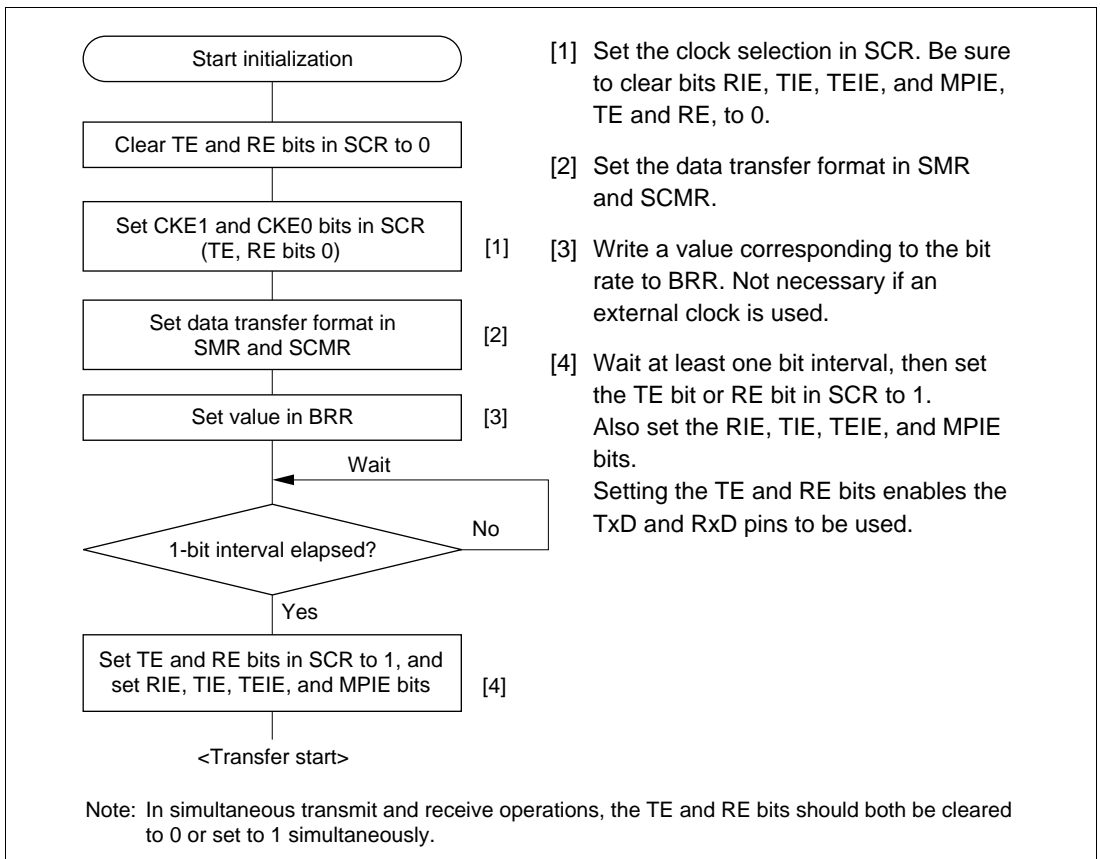 Start initialization
Clear TE and RE bits in SCR to 0
Set CKE1 and CKE0 bits in SCR
(TE, RE bits 0)
[1]
Set data transfer format in
SMR and SCMR
[2]
Set value in BRR
[3]
Wait
1-bit interval elapsed?
No
Yes
Set TE and RE bits in SCR to 1, and
set RIE, TIE, TEIE, and MPIE bits
[4]
<Transfer start>
[1] Set the clock selection in SCR. Be sure
to clear bits RIE, TIE, TEIE, and MPIE,
TE and RE, to 0.
[2] Set the data transfer format in SMR
and SCMR.
[3] Write a value corresponding to the bit
rate to BRR. Not necessary if an
external clock is used.
[4] Wait at least one bit interval, then set
the TE bit or RE bit in SCR to 1.
Also set the RIE, TIE, TEIE, and MPIE
bits.
Setting the TE and RE bits enables the
TxD and RxD pins to be used.
Note: In simultaneous transmit and receive operations, the TE and RE bits should both be cleared
to 0 or set to 1 simultaneously.